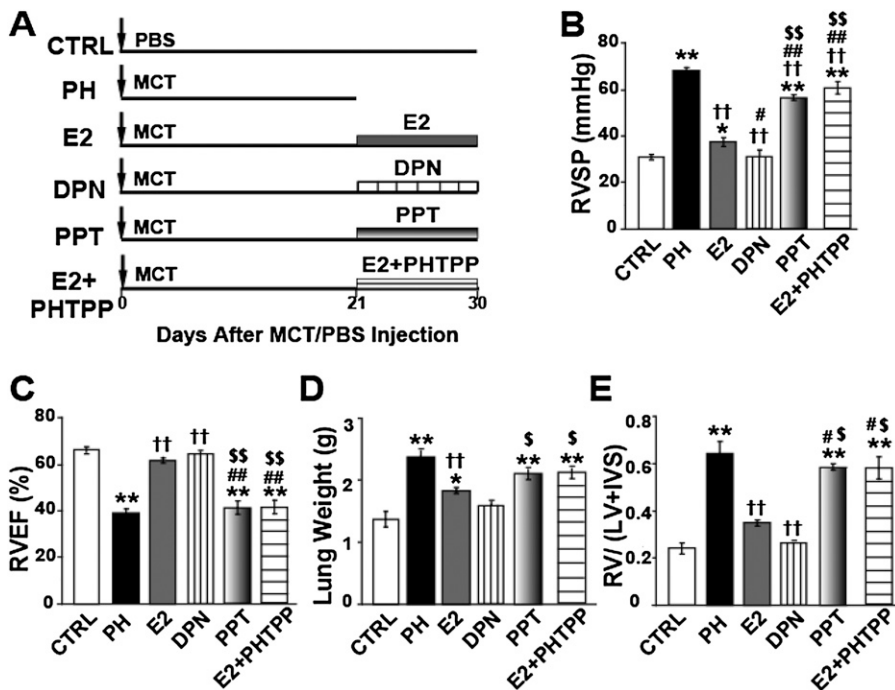 A
CTRL PBS
PH MCT
E2 MCT E2
DPN MCT DPN
PPT MCT PPT
E2+ PHTPP MCT E2+PHTPP
0 21 30
Days After MCT/PBS Injection
B
RVSP (mmHg)
80
60
40
20
0
**
†† *
# ††
$$ ## †† **
$$ ## †† **
CTRL PH E2 DPN PPT E2+PHTPP
C
RVEF (%)
80
60
40
20
0
**
††
††
$$ ## **
$$ ## **
CTRL PH E2 DPN PPT E2+PHTPP
D
Lung Weight (g)
3
2
1
0
**
†† *
$ **
$ **
CTRL PH E2 DPN PPT E2+PHTPP
E
RV/ (LV+IVS)
0.8
0.6
0.4
0.2
0
**
††
††
# $ **
# $ **
CTRL PH E2 DPN PPT E2+PHTPP